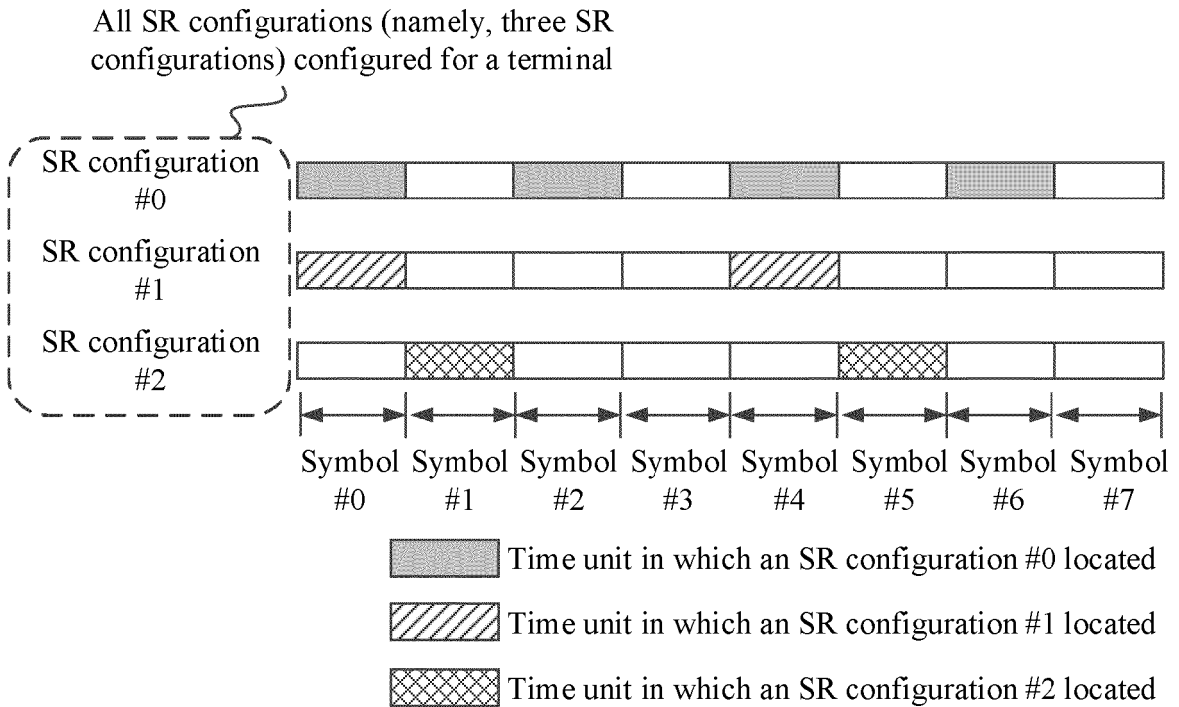 All SR configurations (namely, three SR
configurations) configured for a terminal
SR configuration
#0
SR configuration
#1
SR configuration
#2
Symbol Symbol Symbol Symbol Symbol Symbol Symbol Symbol
#0 #1 #2 #3 #4 #5 #6 #7
Time unit in which an SR configuration #0 located
Time unit in which an SR configuration #1 located
Time unit in which an SR configuration #2 located